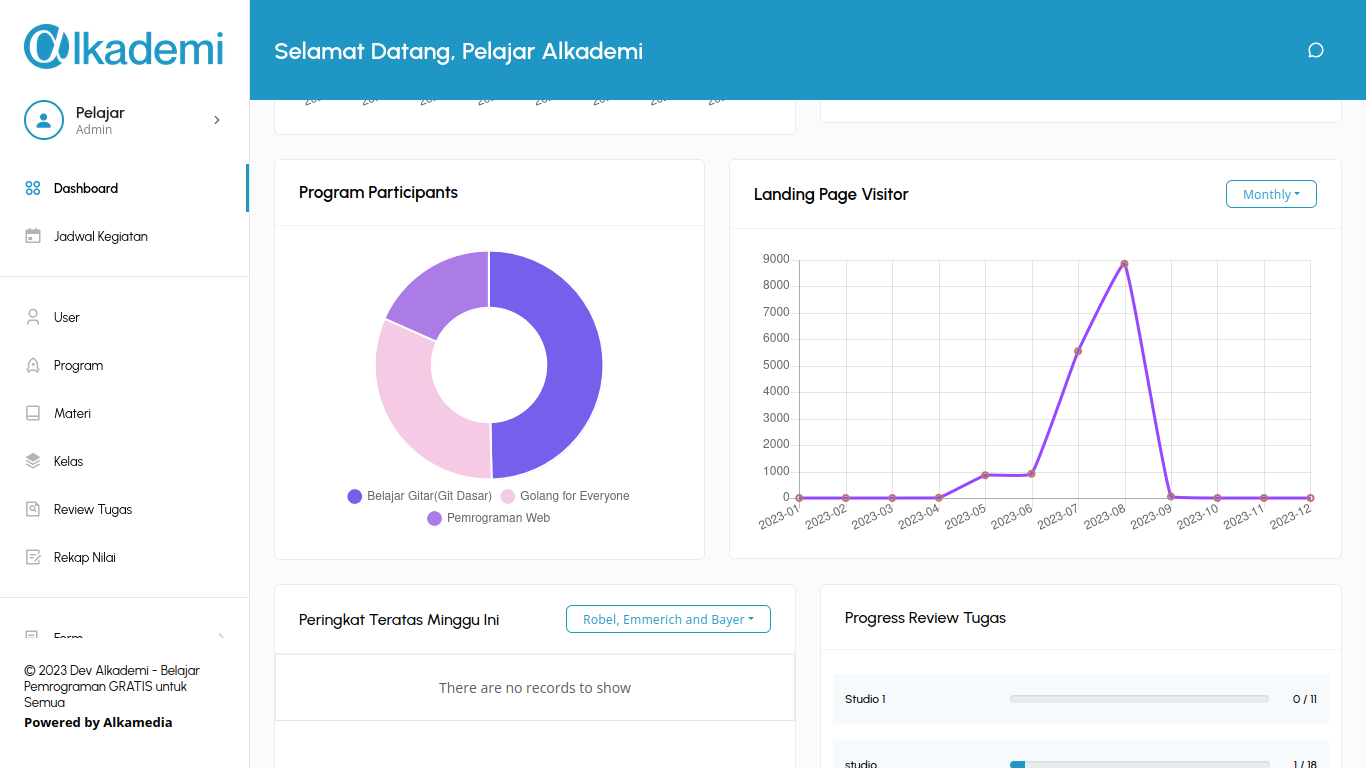 Alkademi
Pelajar
Admin
Dashboard
Jadwal Kegiatan
User
Program
Materi
Kelas
Review Tugas
Rekap Nilai
Form
© 2023 Dev Alkademi - Belajar
Pemrograman GRATIS untuk
Semua
Powered by Alkamedia
Selamat Datang, Pelajar Alkademi
Program Participants
Belajar Gitar(Git Dasar)
Golang for Everyone
Pemrograman Web
Landing Page Visitor
Monthly
9000
8000
7000
6000
5000
4000
3000
2000
1000
0
2023-01
2023-02
2023-03
2023-04
2023-05
2023-06
2023-07
2023-08
2023-09
2023-10
2023-11
2023-12
Peringkat Teratas Minggu Ini
Robel, Emmerich and Bayer
There are no records to show
Progress Review Tugas
Studio 1
0 / 11
studio
1 / 18